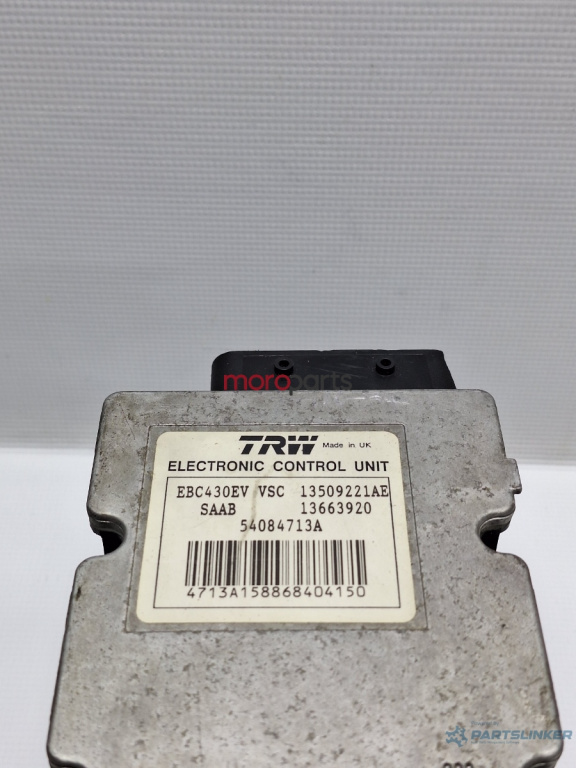 moroparts
TRW Made in UK
ELECTRONIC CONTROL UNIT
EBC430EV VSC 13509221AE
SAAB 13663920
54084713A
4713A158868404150
PARTSLINKER